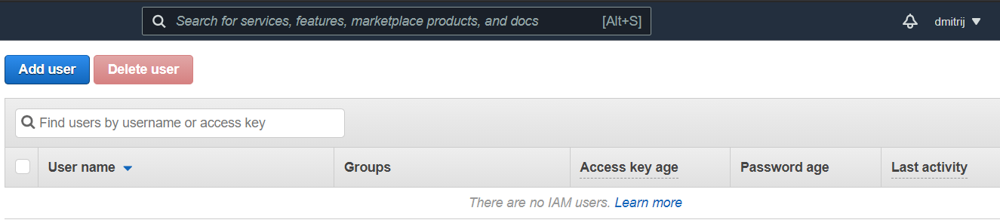 Search for services, features, marketplace products, and docs [Alt+S] dmitrij
Add user Delete user
Find users by username or access key
User name Groups Access key age Password age Last activity
There are no IAM users. Learn more